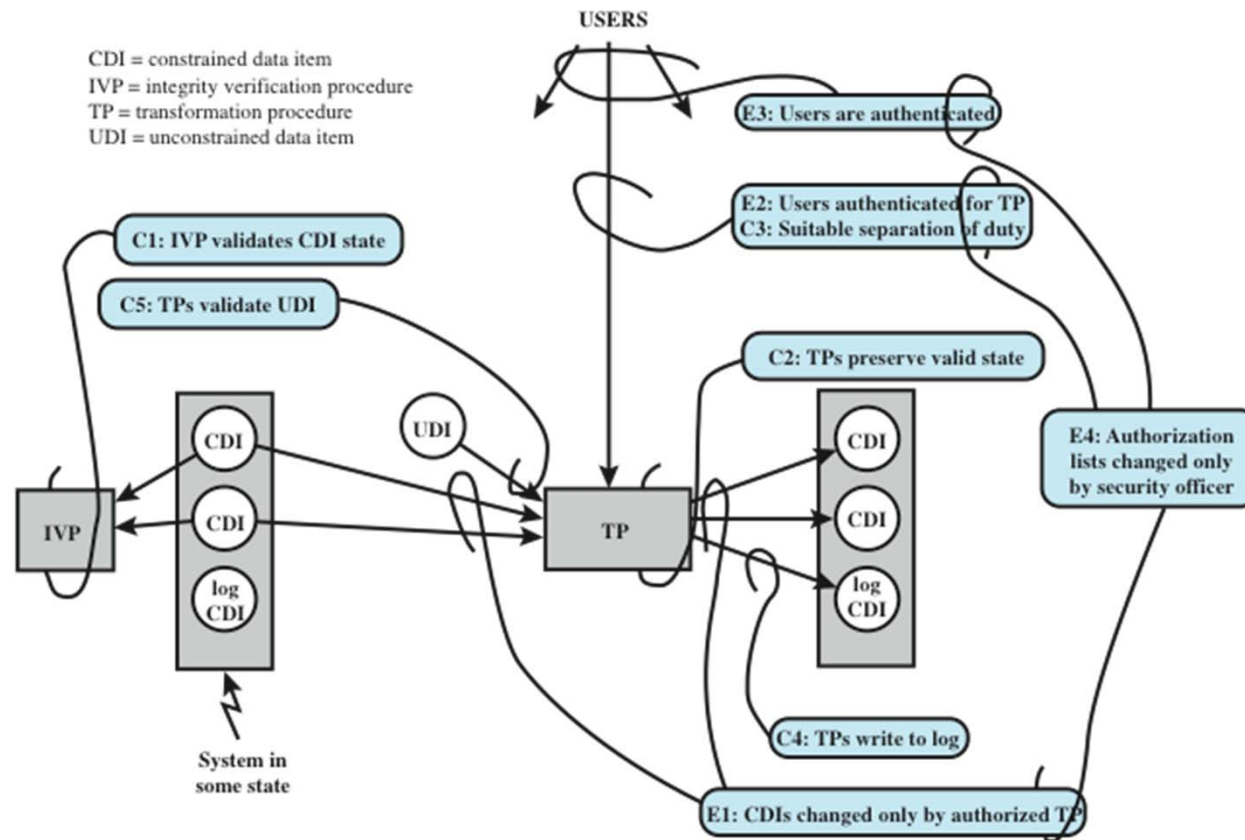 USERS
CDI = constrained data item
IVP = integrity verification procedure
TP = transformation procedure
UDI = unconstrained data item
E3: Users are authenticated
E2: Users authenticated for TP
C3: Suitable separation of duty
C1: IVP validates CDI state
C5: TPs validate UDI
C2: TPs preserve valid state
CDI
UDI
CDI
E4: Authorization
lists changed only
by security officer
IVP
CDI
TP
CDI
log
CDI
log
CDI
C4: TPs write to log
System in
some state
E1: CDIs changed only by authorized TP